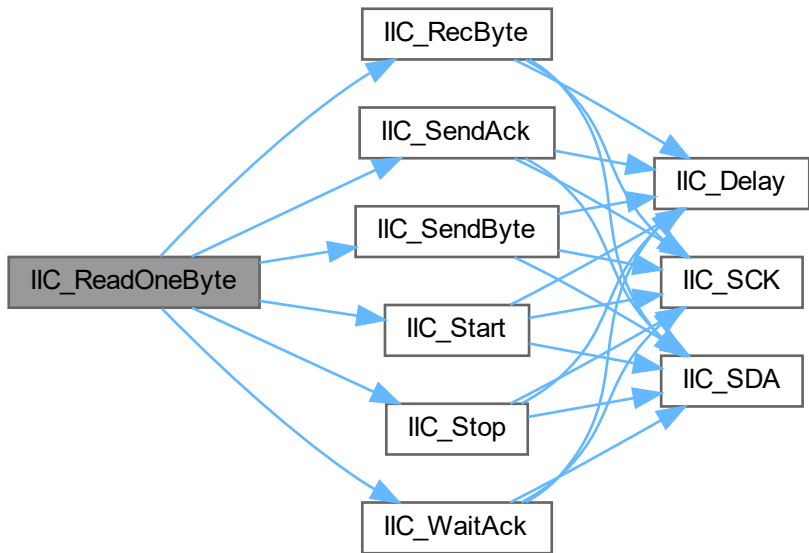 IIC_RecByte
IIC_SendAck
IIC_Delay
IIC_SendByte
IIC_ReadOneByte
IIC_SCK
IIC_Start
IIC_SDA
IIC_Stop
IIC_WaitAck